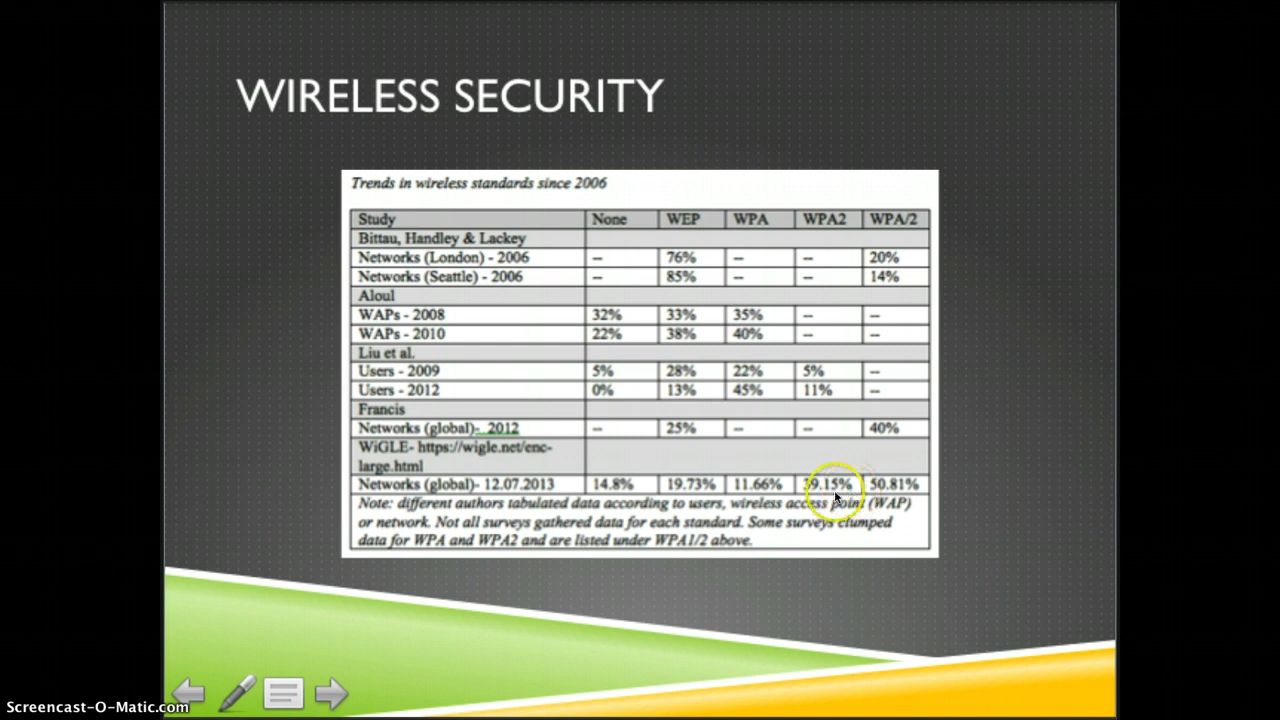 WIRELESS SECURITY
Trends in wireless standards since 2006
Study None WEP WPA WPA2 WPA/2
Bittau, Handley & Lackey
Networks (London) - 2006 -- 76% -- -- 20%
Networks (Seattle) - 2006 -- 85% -- -- 14%
Aloul
WAPs - 2008 32% 33% 35% -- --
WAPs - 2010 22% 38% 40% -- --
Liu et al.
Users - 2009 5% 28% 22% 5% --
Users - 2012 0% 13% 45% 11% --
Francis
Networks (global)- 2012 -- 25% -- -- 40%
WiGLE- https://wigle.net/enc-
large.html
Networks (global)- 12.07.2013 14.8% 19.73% 11.66% 39.15% 50.81%
Note: different authors tabulated data according to users, wireless access point (WAP)
or network. Not all surveys gathered data for each standard. Some surveys clumped
data for WPA and WPA2 and are listed under WPA1/2 above.
Screencast-O-Matic.com